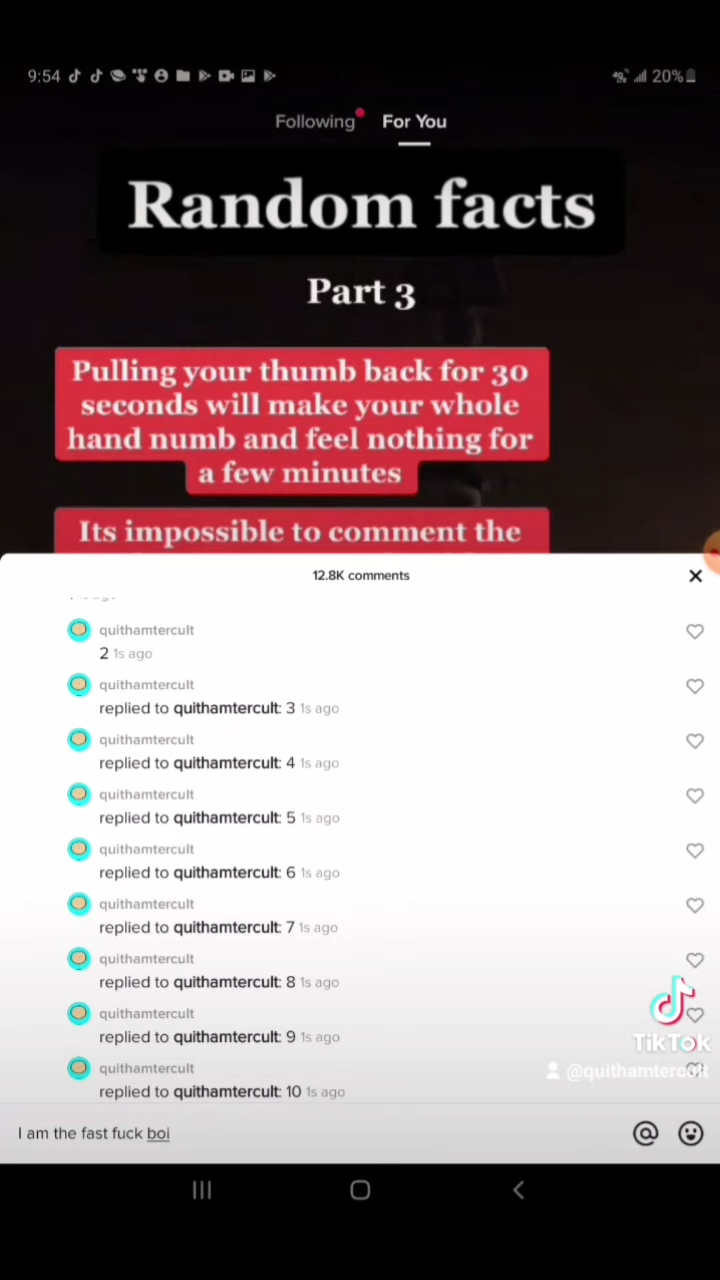 9:54
20%
Following
For You
Random facts
Part 3
Pulling your thumb back for 30
seconds will make your whole
hand numb and feel nothing for
a few minutes
Its impossible to comment the
12.8K comments
quithamtercult
2 1s ago
quithamtercult
replied to quithamtercult: 3 1s ago
quithamtercult
replied to quithamtercult: 4 1s ago
quithamtercult
replied to quithamtercult: 5 1s ago
quithamtercult
replied to quithamtercult: 6 1s ago
quithamtercult
replied to quithamtercult: 7 1s ago
quithamtercult
replied to quithamtercult: 8 1s ago
quithamtercult
replied to quithamtercult: 9 1s ago
quithamtercult
replied to quithamtercult: 10 1s ago
TikTok
@quithamtercult
I am the fast fuck boi